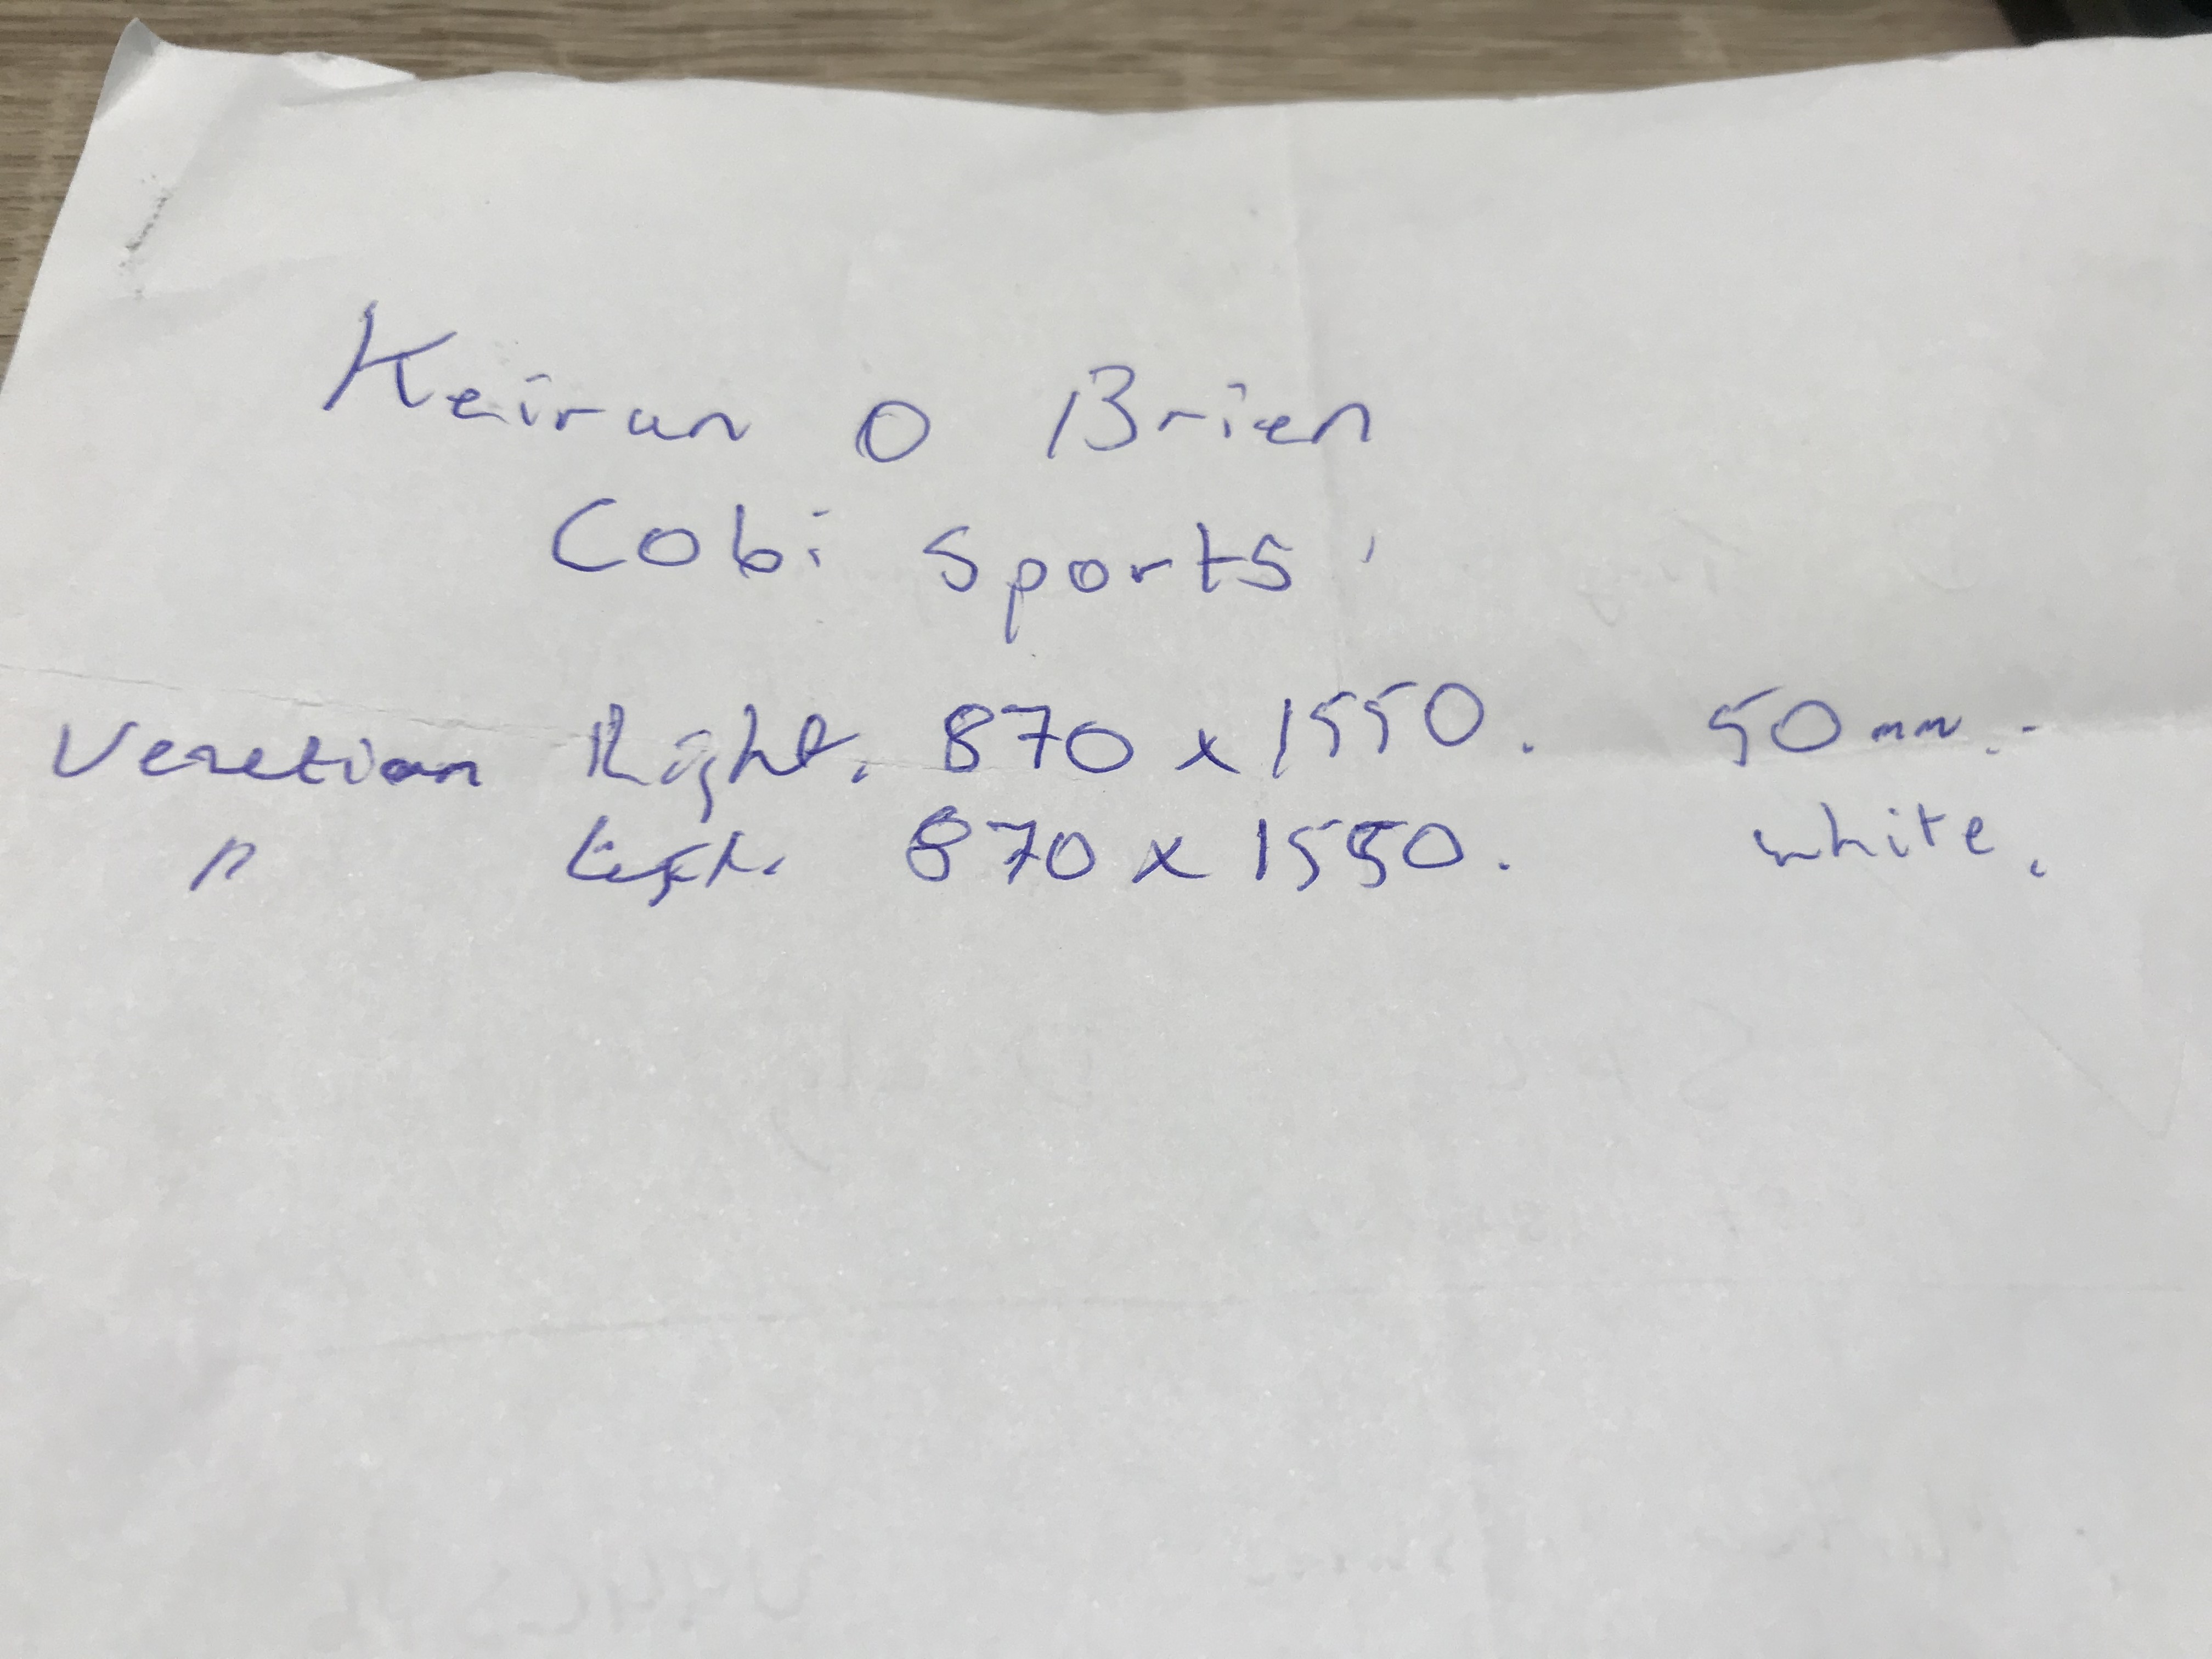 Keiran O Brien
Cobi Sports
Venetian Right. 870 x 1550. 50mm.
" Left. 870 x 1550. white.